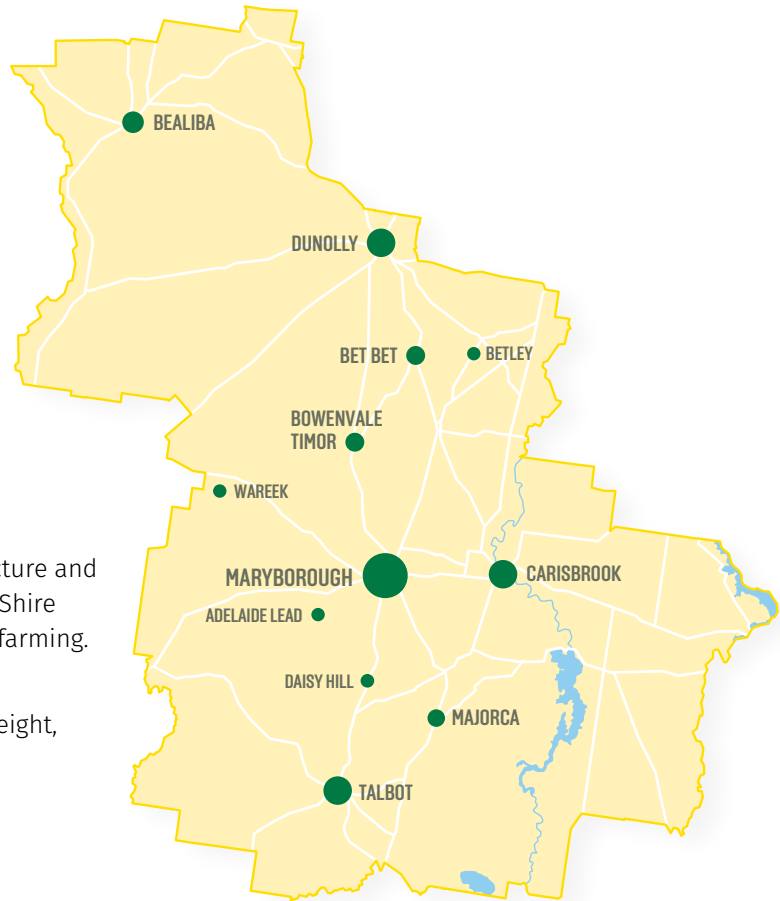 BEALIBA
DUNOLLY
BET BET
BETLEY
BOWENVALE
TIMOR
WAREEK
cture and
Shire
farming.
eight,
MARYBOROUGH
CARISBROOK
ADELAIDE LEAD
DAISY HILL
MAJORCA
TALBOT